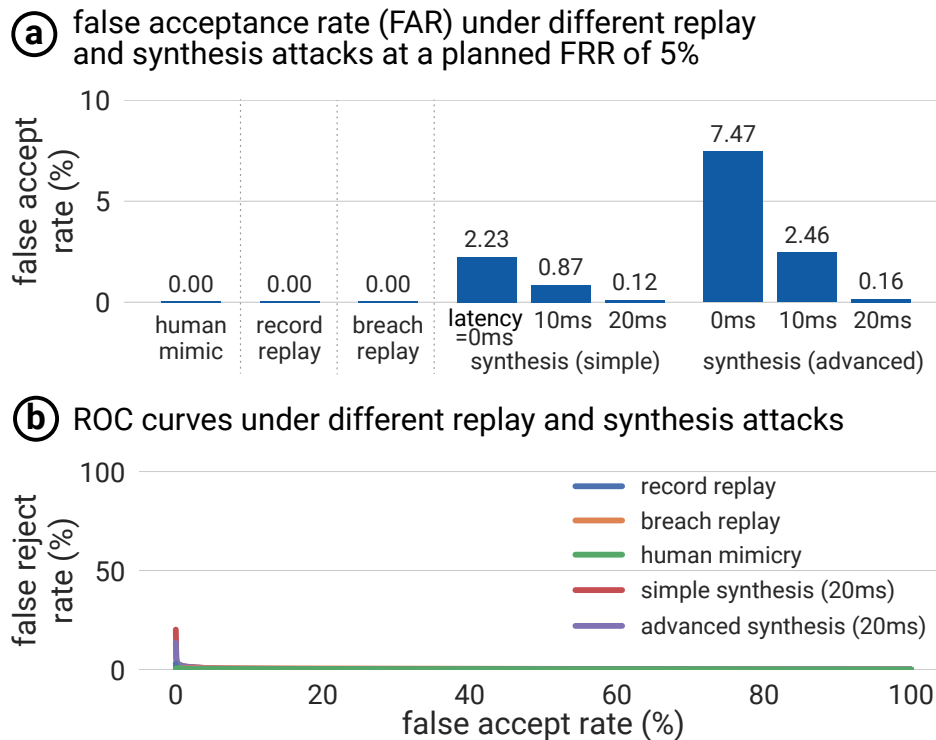 a false acceptance rate (FAR) under different replay
and synthesis attacks at a planned FRR of 5%
false accept
rate (%)
10
5
0
0.00
0.00
0.00
2.23
0.87
0.12
7.47
2.46
0.16
human
mimic
record
replay
breach
replay
latency
=0ms
10ms
20ms
synthesis (simple)
0ms
10ms
20ms
synthesis (advanced)
b ROC curves under different replay and synthesis attacks
false reject
rate (%)
100
50
0
record replay
breach replay
human mimicry
simple synthesis (20ms)
advanced synthesis (20ms)
0 20 40 60 80 100
false accept rate (%)